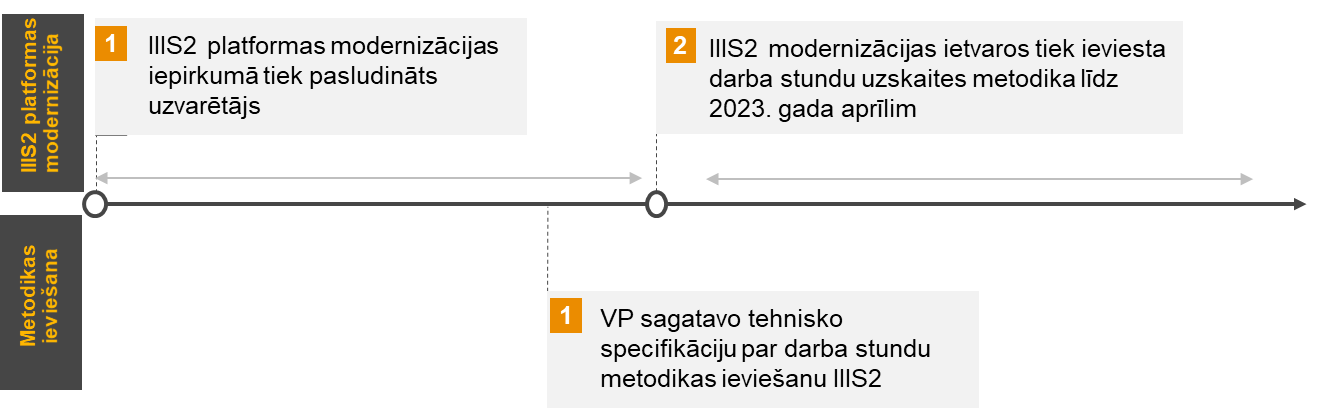 IIIS2 platformas
modernizācija
1
IIIS2 platformas modernizācijas
iepirkumā tiek pasludināts
uzvarētājs
2
IIIS2 modernizācijas ietvaros tiek ieviesta
darba stundu uzskaites metodika līdz
2023. gada aprīlim
Metodikas
ieviešana
1
VP sagatavo tehnisko
specifikāciju par darba stundu
metodikas ieviešanu IIIS2